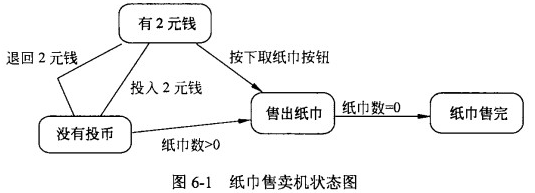 有2元钱
退回2元钱
按下取纸巾按钮
投入2元钱
售出纸巾
纸巾数=0
纸巾售完
没有投币
纸巾数>0
图 6-1 纸巾售卖机状态图